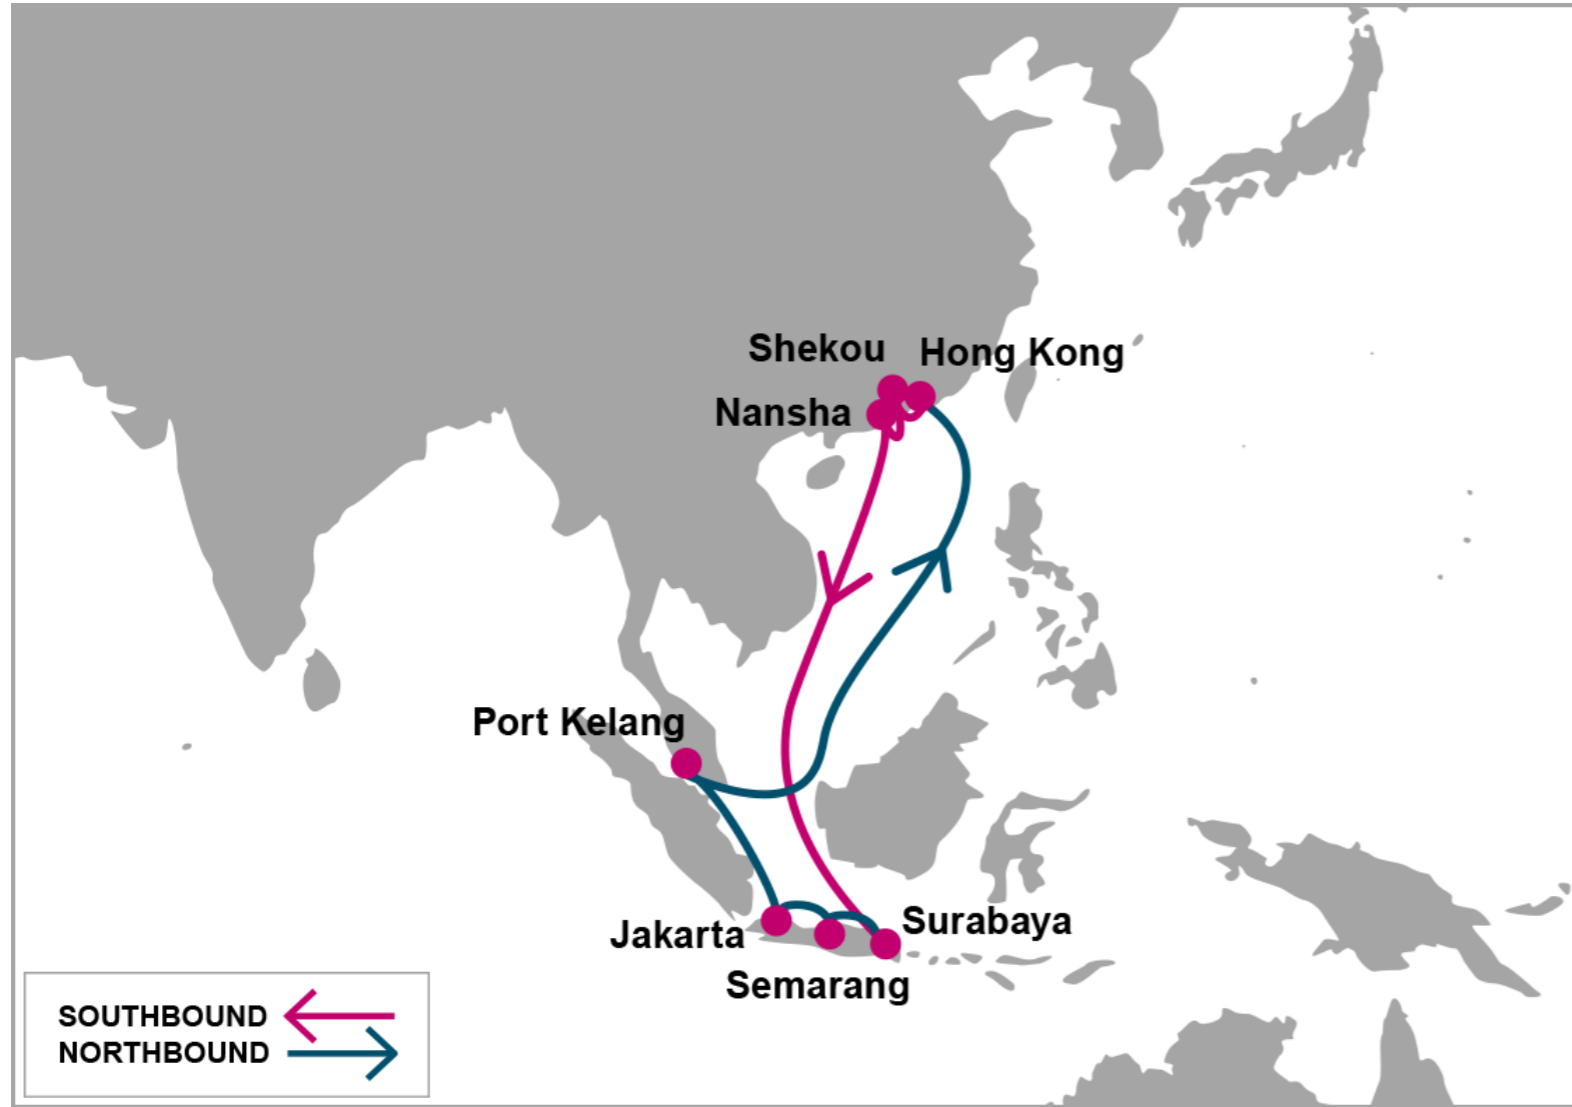 Shekou
Hong Kong
Nansha
Port Kelang
Jakarta
Surabaya
Semarang
SOUTHBOUND
NORTHBOUND